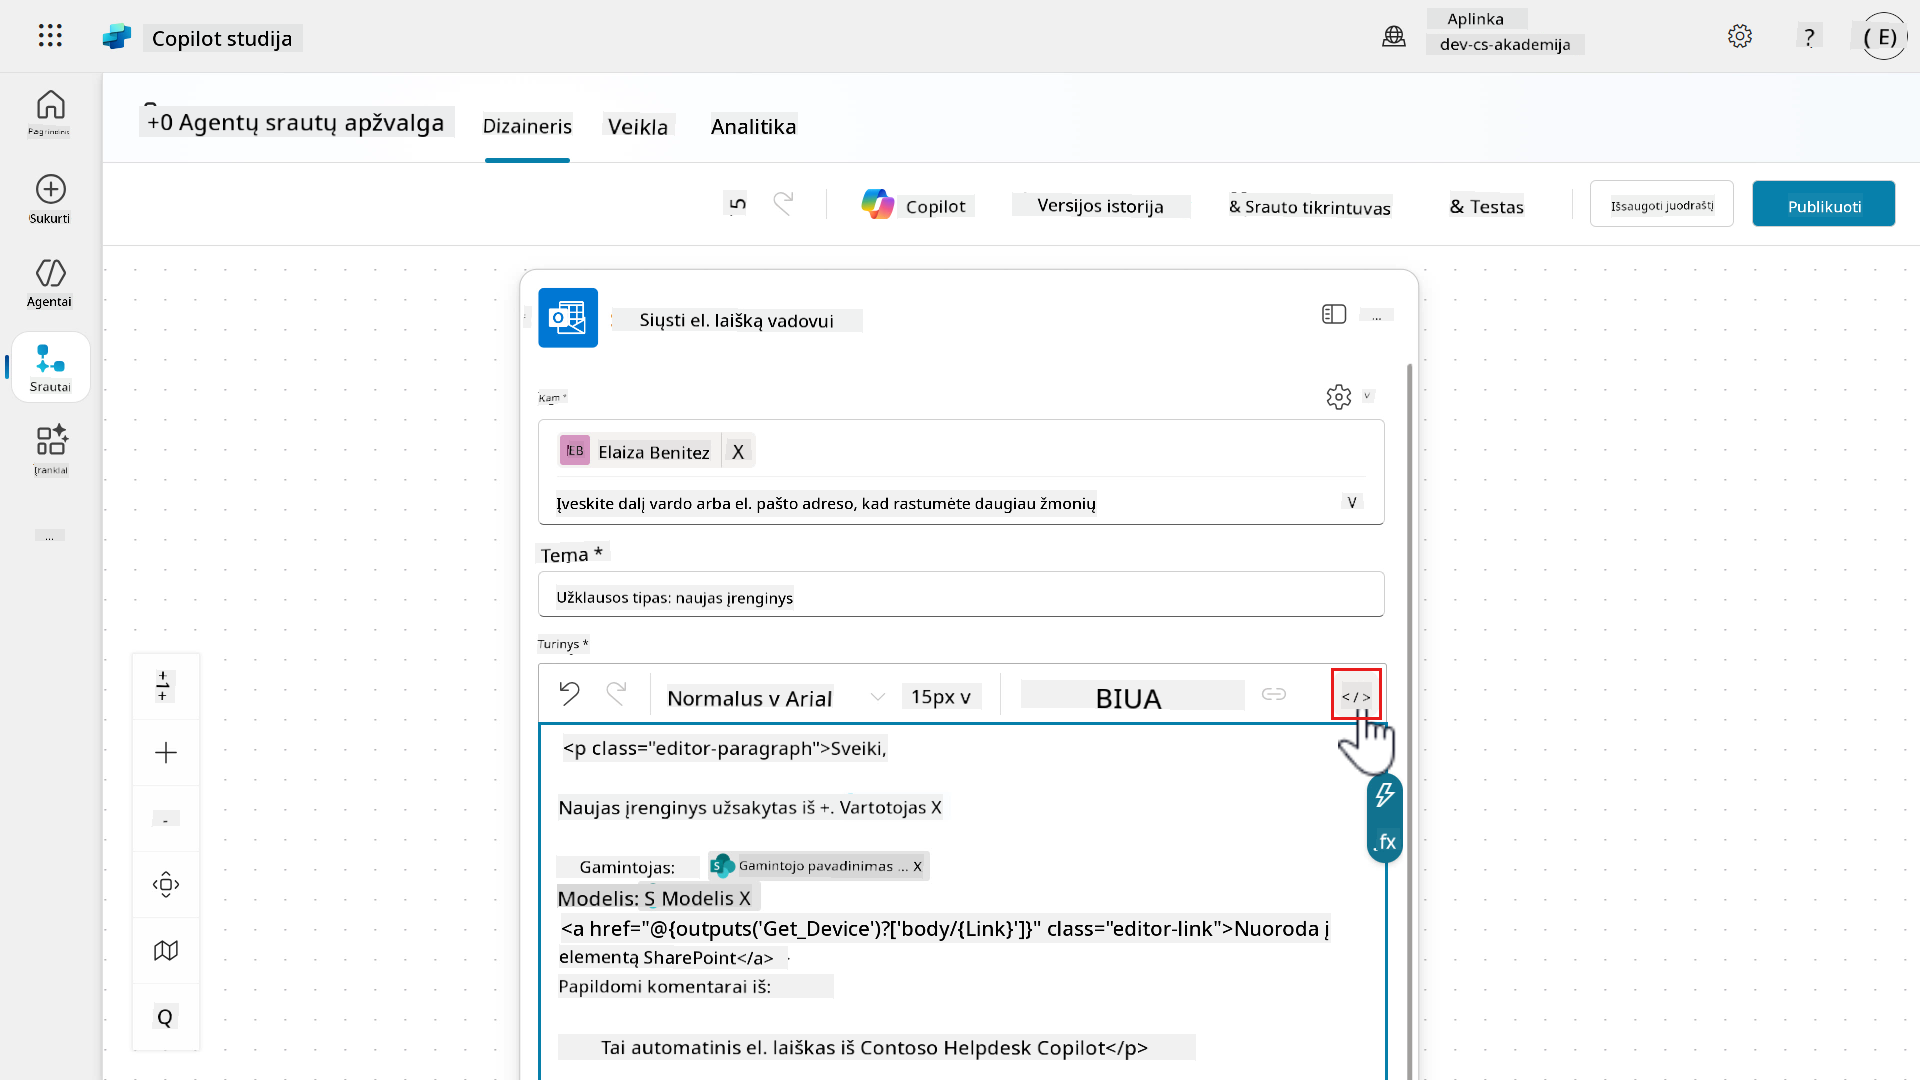 Copilot studija
Aplinka
dev-cs-akademija
?
( E)
Pagrindinis
Sukurti
Agentai
Srautai
Įrankiai
...
+0 Agentų srautų apžvalga
Dizaineris
Veikla
Analitika
Copilot
Versijos istorija
& Srauto tikrintuvas
& Testas
Išsaugoti juodraštį
Publikuoti
Siųsti el. laišką vadovui
...
Kam *
EB Elaiza Benitez X
Įveskite dalį vardo arba el. pašto adreso, kad rastumėte daugiau žmonių
V
Tema *
Užklausos tipas: naujas įrenginys
Turinys *
Normalus v Arial
15px v
BIUA
</>
<p class="editor-paragraph">Sveiki,
Naujas įrenginys užsakytas iš +. Vartotojas X
Gamintojas: S Gamintojo pavadinimas ... X
Modelis: S Modelis X
<a href="@{outputs('Get_Device')?['body/{Link}']}" class="editor-link">Nuoroda į
elementą SharePoint</a>
Papildomi komentarai iš:
Tai automatinis el. laiškas iš Contoso Helpdesk Copilot</p>
fx
Q